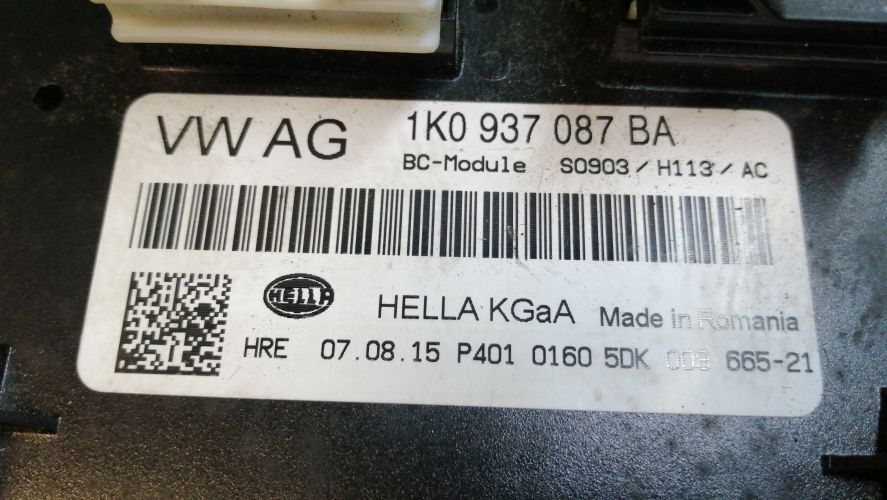 VW AG 1K0 937 087 BA
BC-Module S0903 / H113 / AC
HELLA HELLA KGaA Made in Romania
HRE 07.08.15 P401 0160 5DK 009 665-21